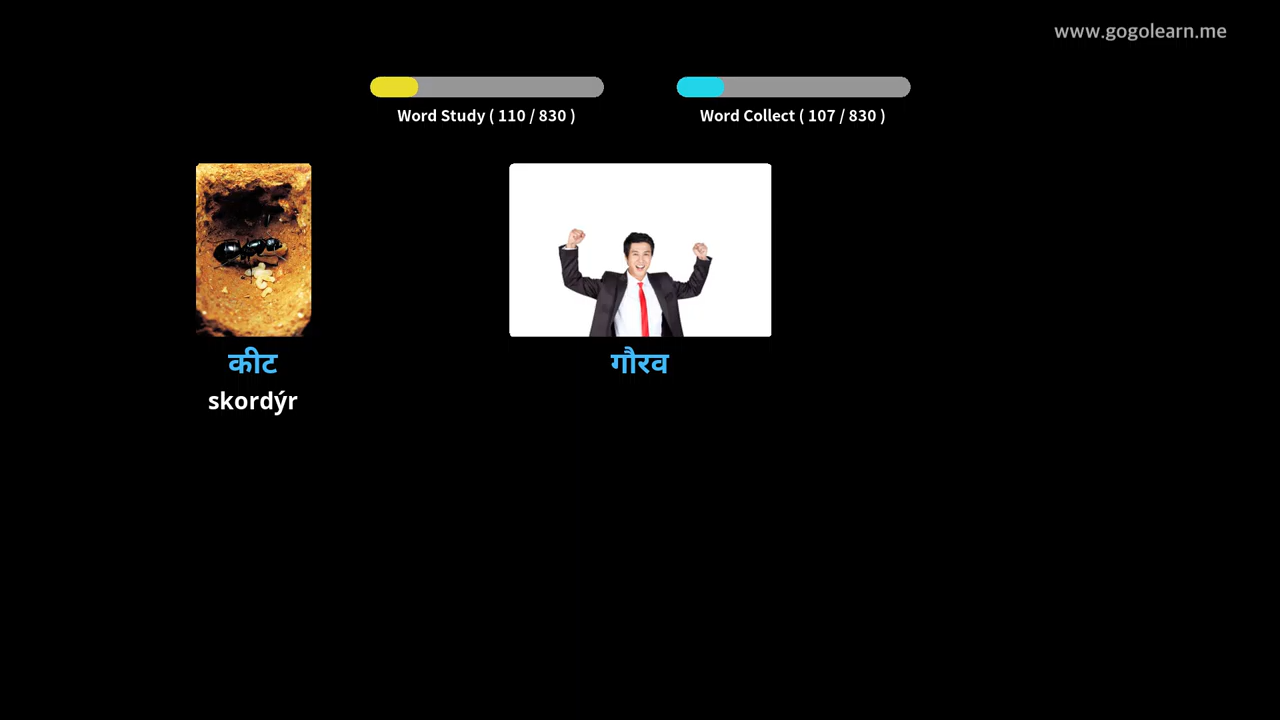 www.gogolearn.me
Word Study ( 110 / 830 )
Word Collect ( 107 / 830 )
कीट
skordýr
गौरव